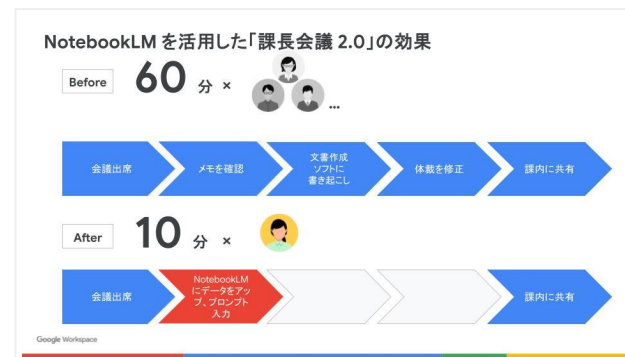 NotebookLM を活用した「課長会議 2.0」の効果
Before
60 分 ×
...
会議出席
メモを確認
文書作成
ソフトに
書き起こし
体裁を修正
課内に共有
After
10 分 ×
会議出席
NotebookLM
にデータをアッ
プ、プロンプト
入力
課内に共有
Google Workspace